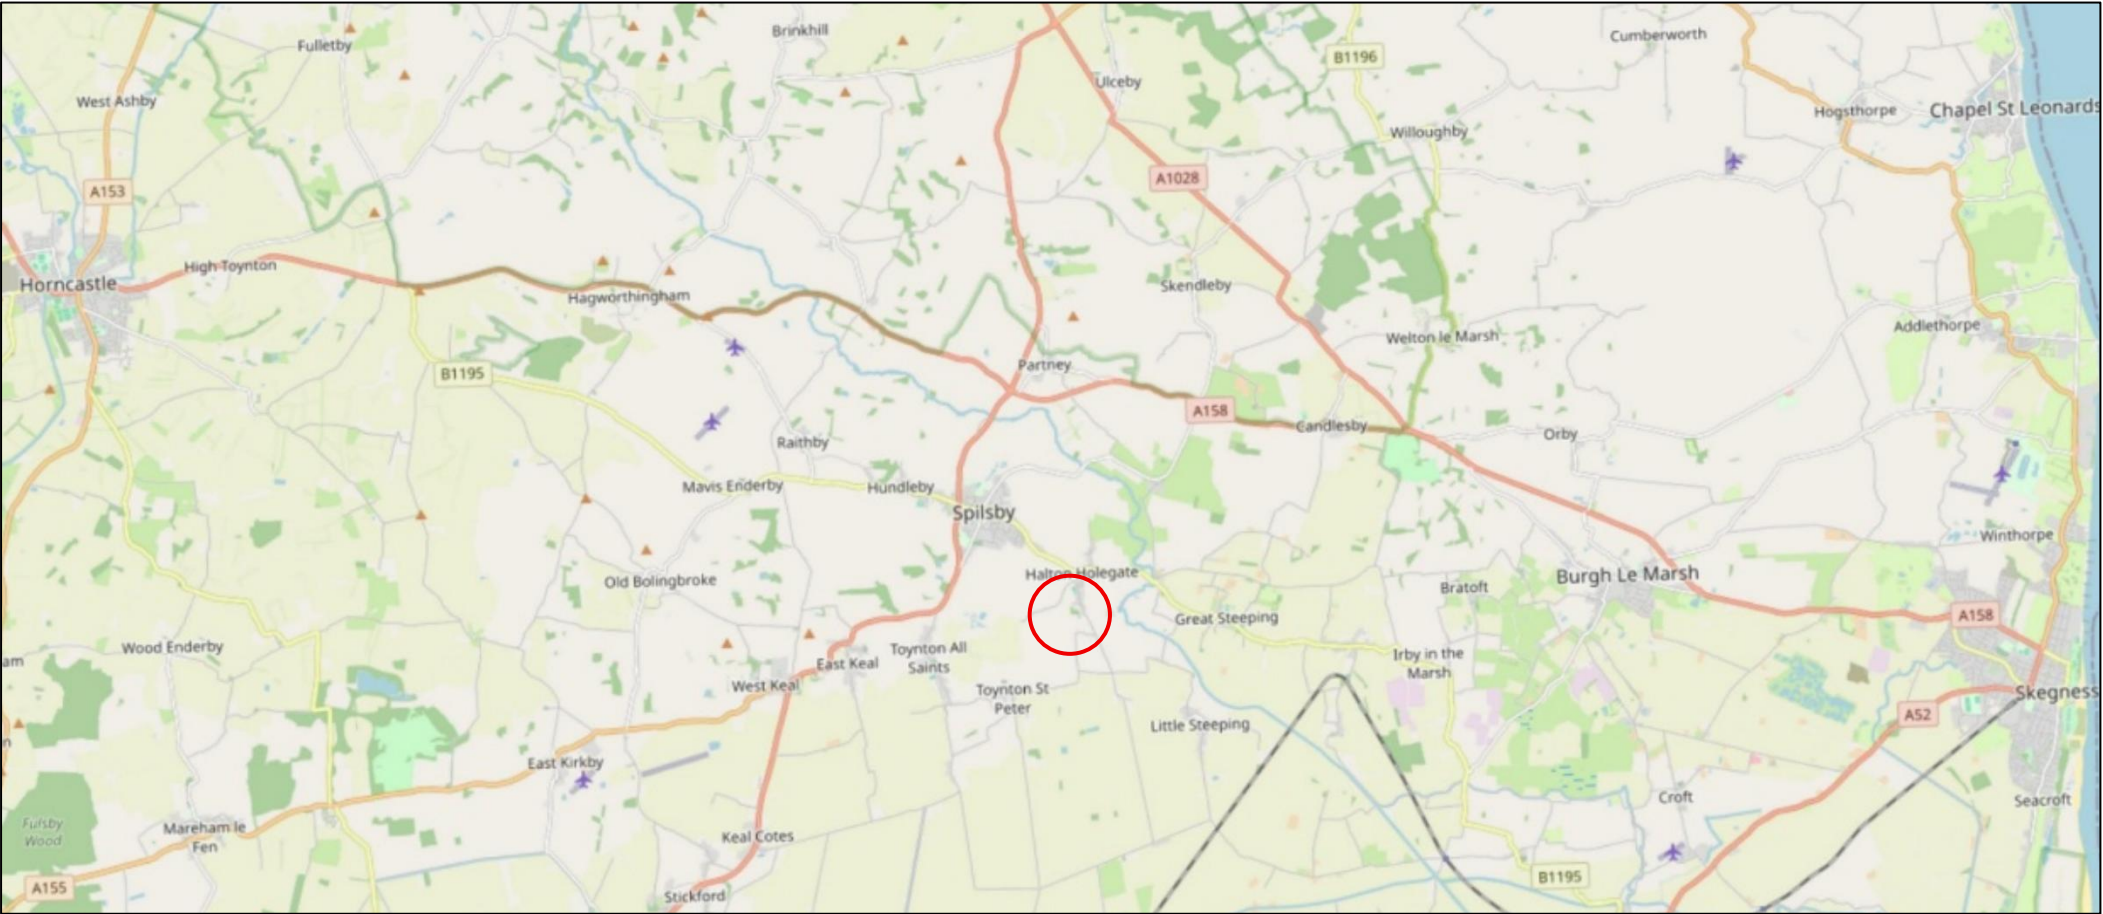 Brinkhill
Cumberworth
Fulletby
B1196
Ulceby
West Ashby
Hogsthorpe
Chapel St Leonards
Willoughby
A1028
A153
High Toynton
Horncastle
Hagworthingham
Skendleby
Addlethorpe
Welton le Marsh
Partney
B1195
A158
Candlesby
Orby
Raithby
Mavis Enderby
Hundleby
Spilsby
Winthorpe
Halton Holegate
Old Bolingbroke
Burgh Le Marsh
Bratoft
Great Steeping
A158
Wood Enderby
Toynton All
Saints
East Keal
Irby in the
Marsh
am
West Keal
Toynton St
Peter
Skegness
A52
Little Steeping
n
East Kirkby
Croft
Seacroft
Fulsby
Wood
Mareham le
Fen
Keal Cotes
B1195
A155
Stickford